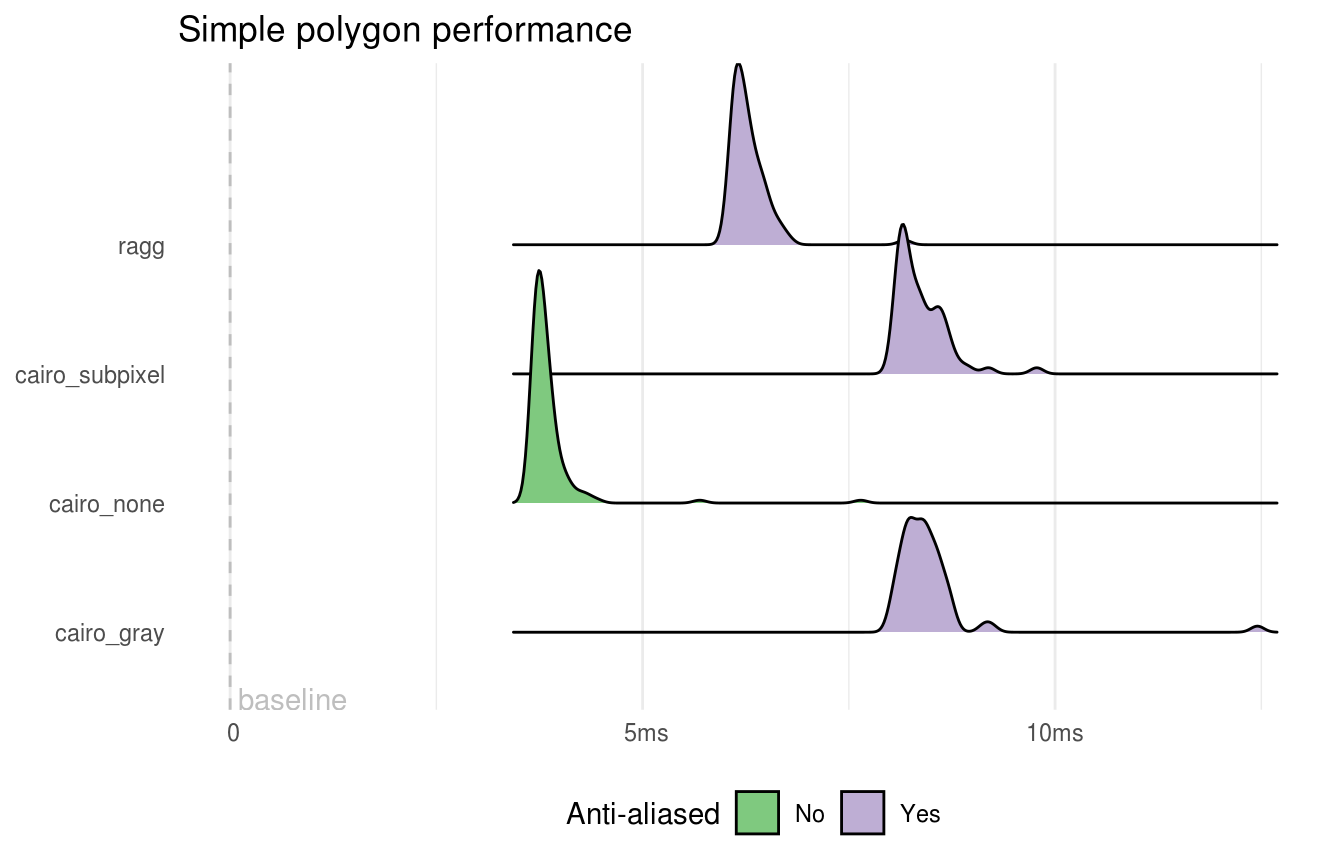 Simple polygon performance
ragg
cairo_subpixel
cairo_none
cairo_gray
baseline
0 5ms 10ms
Anti-aliased No Yes